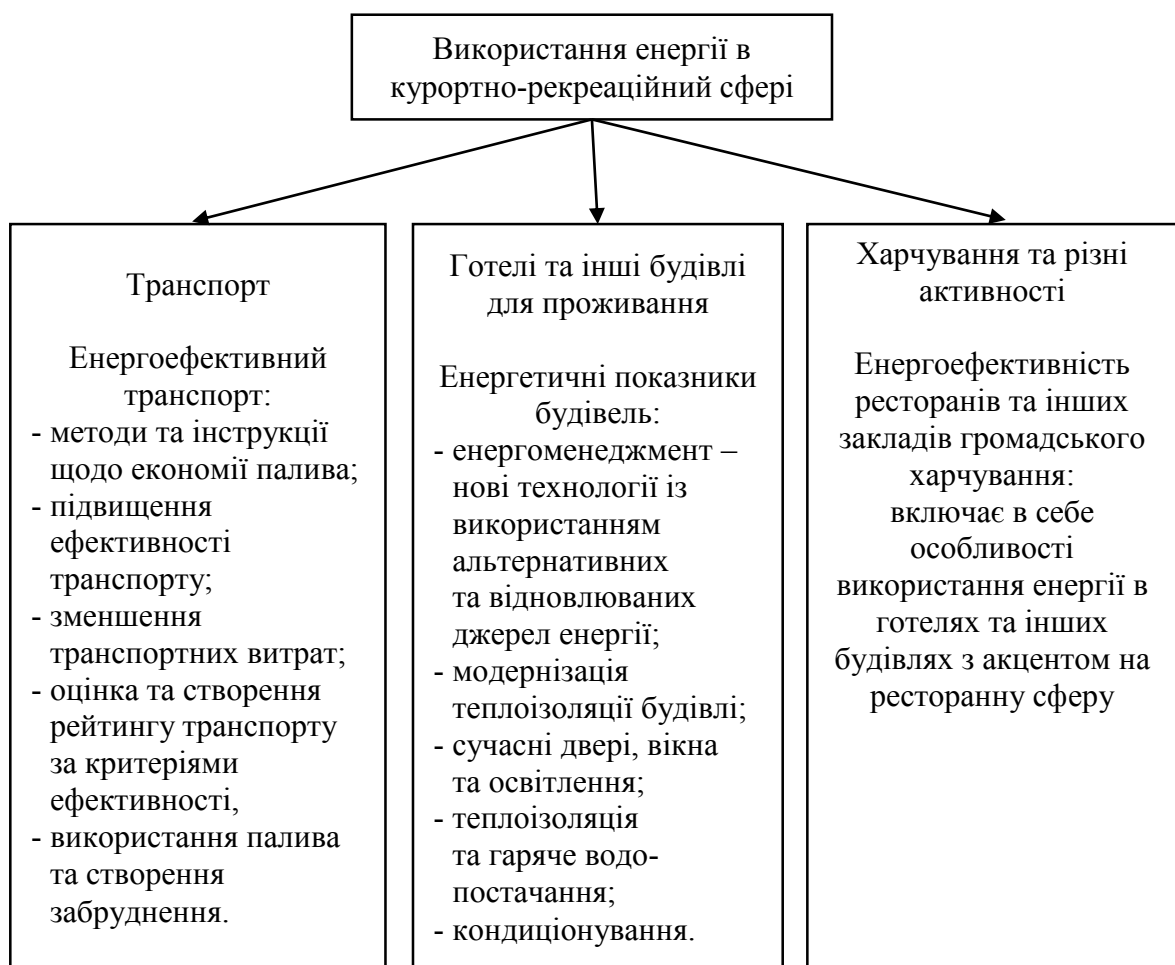 Використання енергії в
курортно-рекреаційний сфері
Транспорт
Енергоефективний
транспорт:
- методи та інструкції
щодо економії палива;
- підвищення
ефективності
транспорту;
- зменшення
транспортних витрат;
- оцінка та створення
рейтингу транспорту
за критеріями
ефективності,
- використання палива
та створення
забруднення.
Готелі та інші будівлі
для проживання
Енергетичні показники
будівель:
- енергоменеджмент –
нові технології із
використанням
альтернативних
та відновлюваних
джерел енергії;
- модернізація
теплоізоляції будівлі;
- сучасні двері, вікна
та освітлення;
- теплоізоляція
та гаряче водо-
постачання;
- кондиціонування.
Харчування та різні
активності
Енергоефективність
ресторанів та інших
закладів громадського
харчування:
включає в себе
особливості
використання енергії в
готелях та інших
будівлях з акцентом на
ресторанну сферу